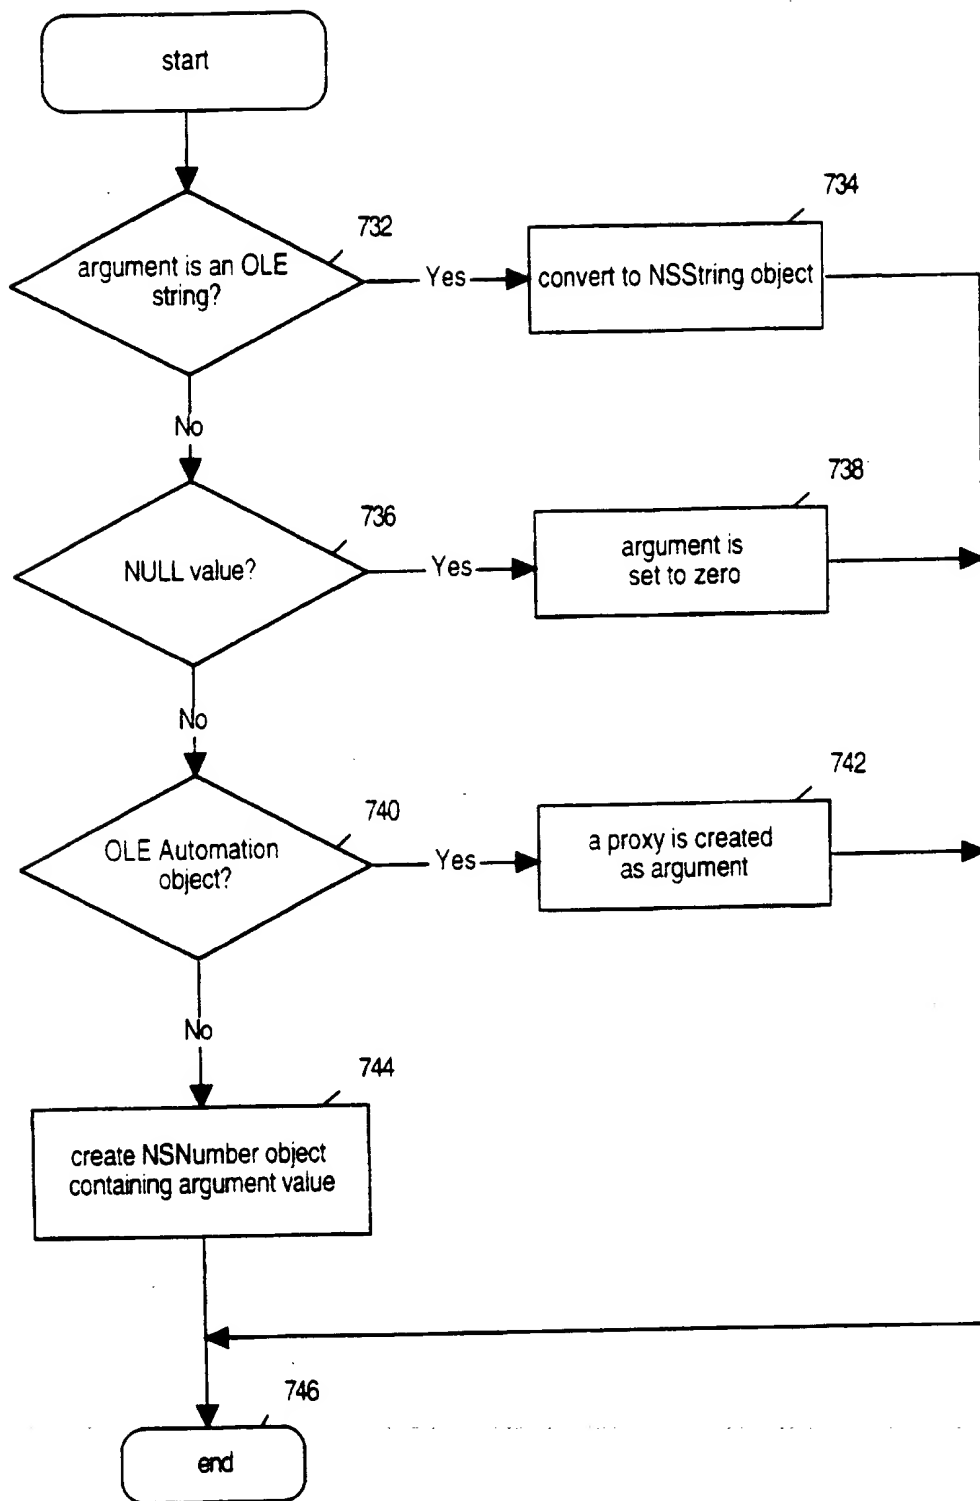 start
732
argument is an OLE
string?
Yes
734
convert to NSString object
No
736
NULL value?
Yes
738
argument is
set to zero
No
740
OLE Automation
object?
Yes
742
a proxy is created
as argument
No
744
create NSNumber object
containing argument value
746
end